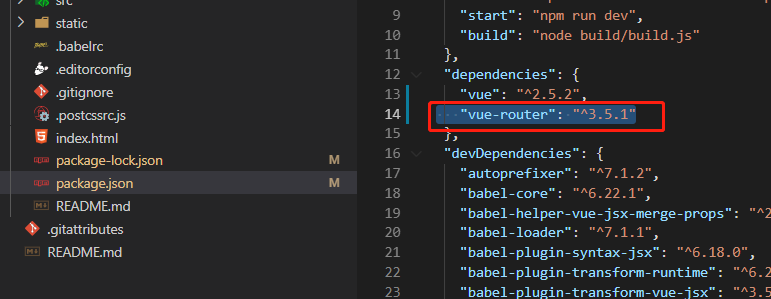 src
static
.babelrc
.editorconfig
.gitignore
.postcssrc.js
index.html
package-lock.json M
package.json M
README.md
.gitattributes
README.md
9 "start": "npm run dev",
10 "build": "node build/build.js"
11 },
12 "dependencies": {
13 "vue": "^2.5.2",
14 "vue-router": "^3.5.1"
15 },
16 "devDependencies": {
17 "autoprefixer": "^7.1.2",
18 "babel-core": "^6.22.1",
19 "babel-helper-vue-jsx-merge-props": "^2
20 "babel-loader": "^7.1.1",
21 "babel-plugin-syntax-jsx": "^6.18.0",
22 "babel-plugin-transform-runtime": "^6.2
23 "babel-plugin-transform-vue-jsx": "^3.5